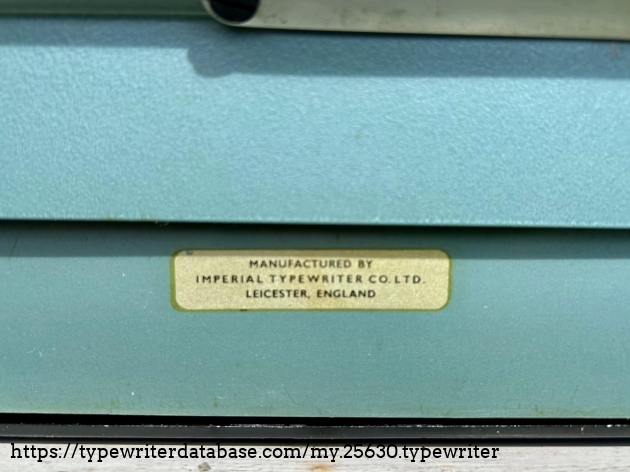 MANUFACTURED BY
IMPERIAL TYPEWRITER CO. LTD.
LEICESTER, ENGLAND
https://typewriterdatabase.com/my.25630.typewriter